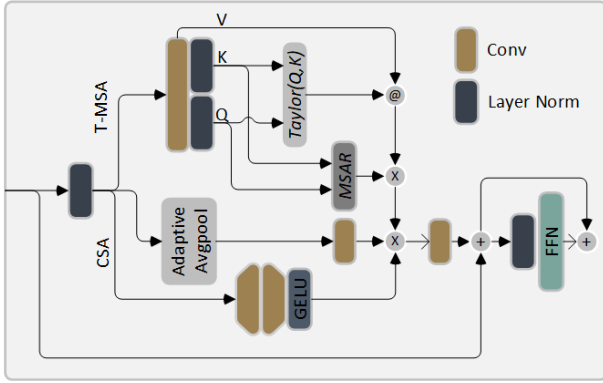 V
K
Q
T-MSA
Taylor(Q,K)
@
MSAR
X
CSA
Adaptive
Avgpool
X
+
FFN
+
GELU
Conv
Layer Norm